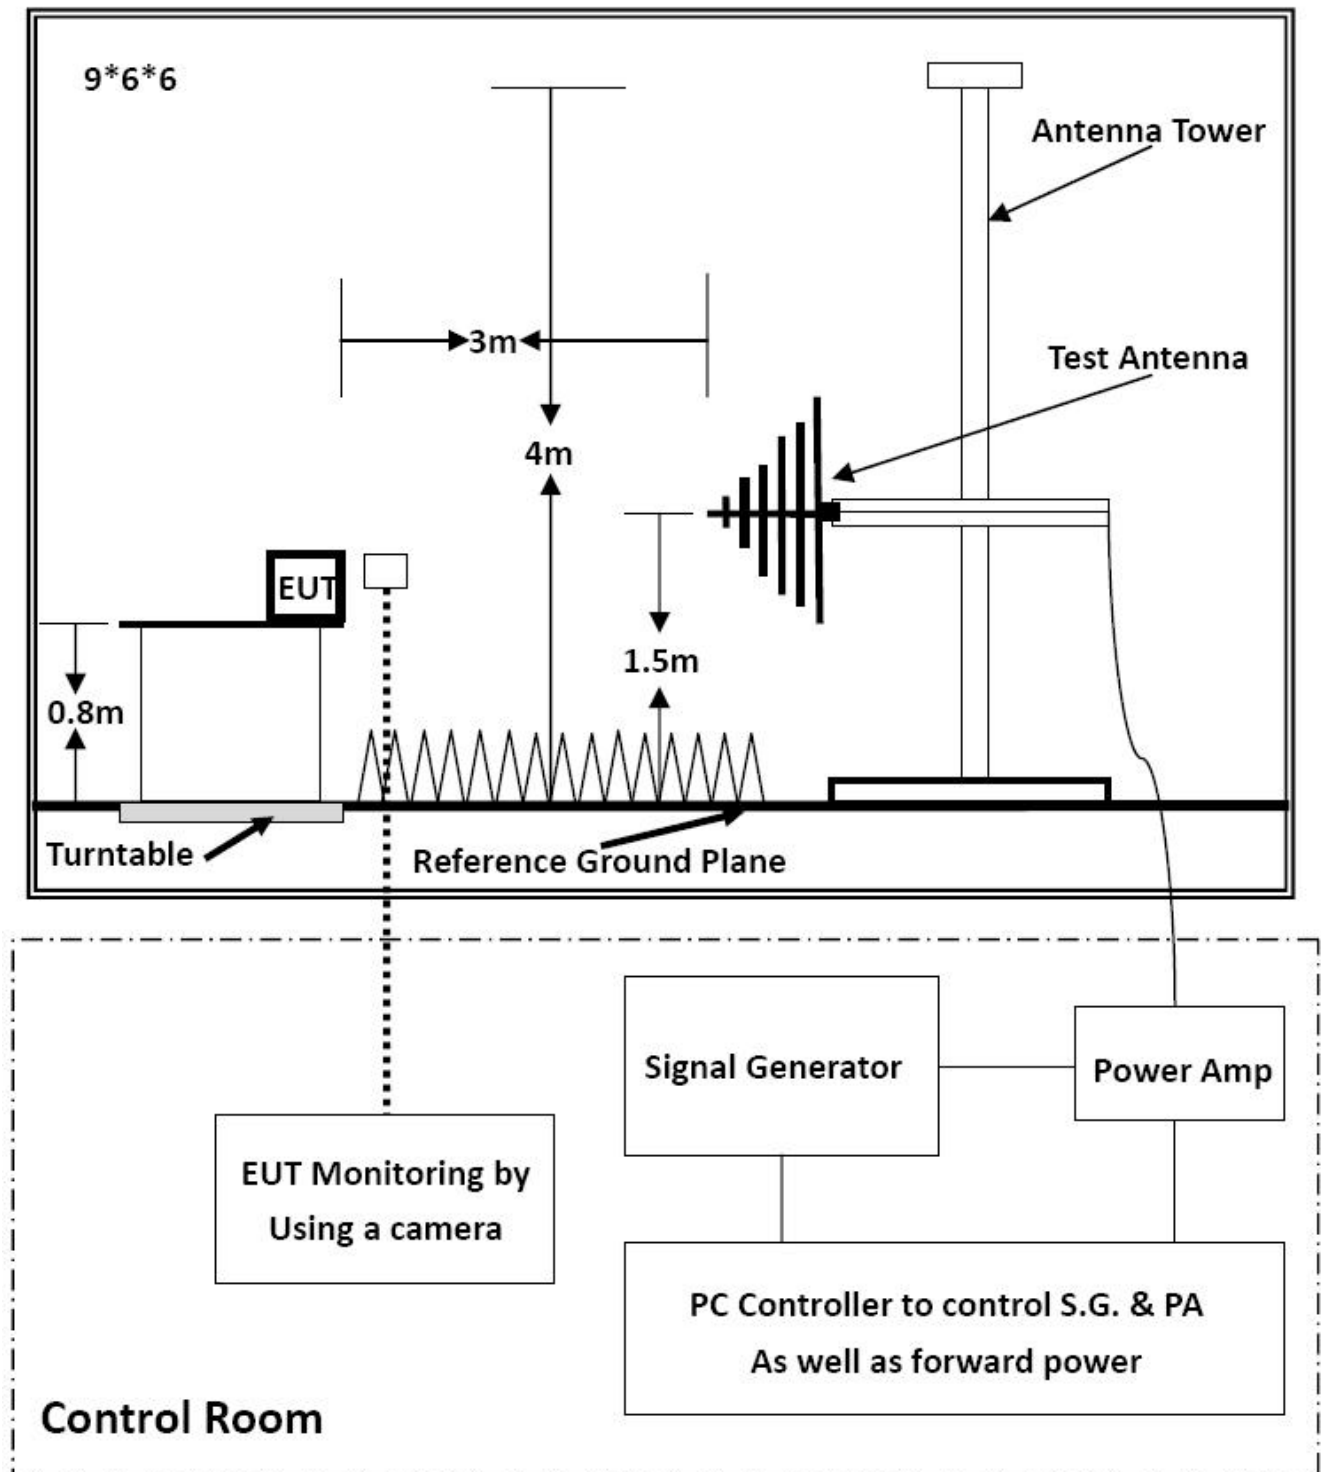 9*6*6
Antenna Tower
3m
Test Antenna
4m
EUT
1.5m
0.8m
Turntable
Reference Ground Plane
Signal Generator
Power Amp
EUT Monitoring by
Using a camera
PC Controller to control S.G. & PA
As well as forward power
Control Room